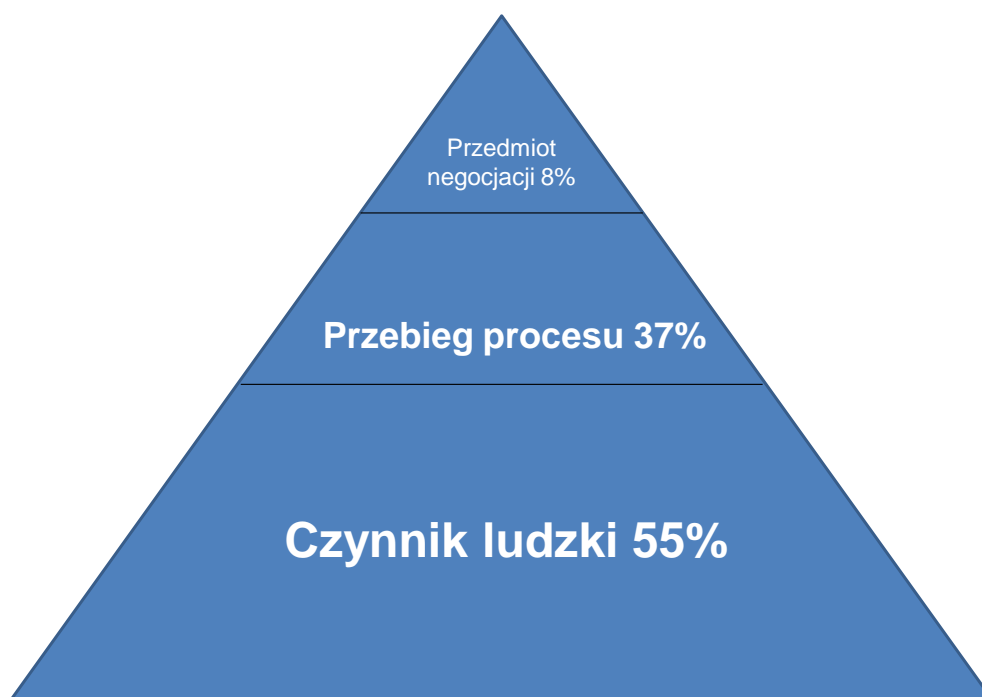 Przedmiot
negocjacji 8%
Przebieg procesu 37%
Czynnik ludzki 55%